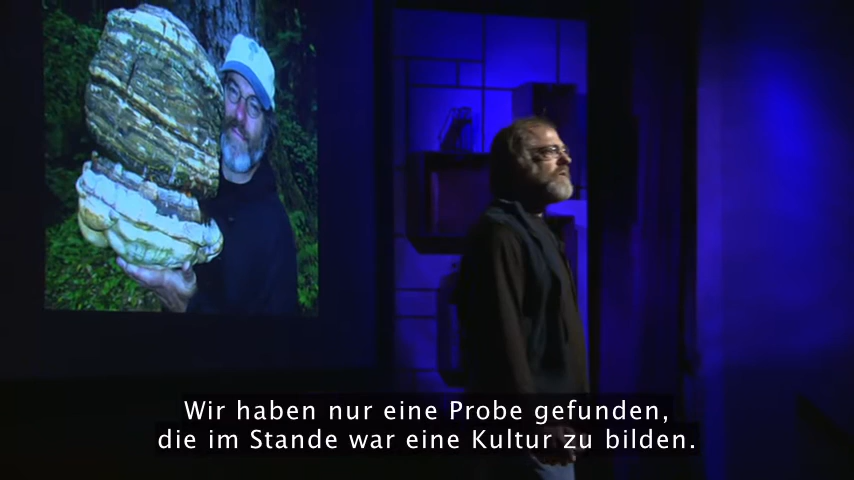 Wir haben nur eine Probe gefunden,
die im Stande war eine Kultur zu bilden.